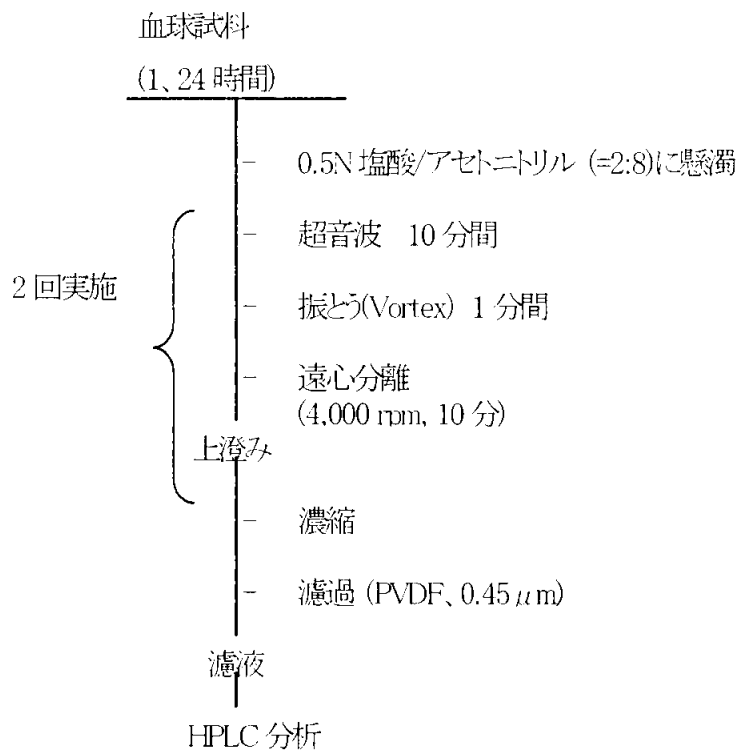 血球試料
(1、24 時間)
0.5N 塩酸/アセトニトリル (=2:8)に懸濁
超音波 10 分間
2 回実施
振とう(Vortex) 1 分間
遠心分離
(4,000 rpm, 10 分)
上澄み
濃縮
濾過 (PVDF、0.45 μm)
濾液
HPLC 分析